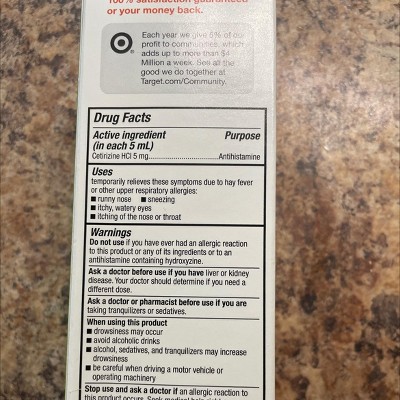 100% satisfaction guaranteed
or your money back.
Each year we give 5% of our
profit to communities, which
adds up to more than $4
Million a week. See all the
good we do together at
Target.com/Community.
Drug Facts
Active ingredient Purpose
(in each 5 mL)
Cetirizine HCl 5 mg..........................Antihistamine
Uses
temporarily relieves these symptoms due to hay fever
or other upper respiratory allergies:
■ runny nose ■ sneezing
■ itchy, watery eyes
■ itching of the nose or throat
Warnings
Do not use if you have ever had an allergic reaction
to this product or any of its ingredients or to an
antihistamine containing hydroxyzine.
Ask a doctor before use if you have liver or kidney
disease. Your doctor should determine if you need a
different dose.
Ask a doctor or pharmacist before use if you are
taking tranquilizers or sedatives.
When using this product
■ drowsiness may occur
■ avoid alcoholic drinks
■ alcohol, sedatives, and tranquilizers may increase
drowsiness
■ be careful when driving a motor vehicle or
operating machinery
Stop use and ask a doctor if an allergic reaction to
this product occurs. Seek medical help right